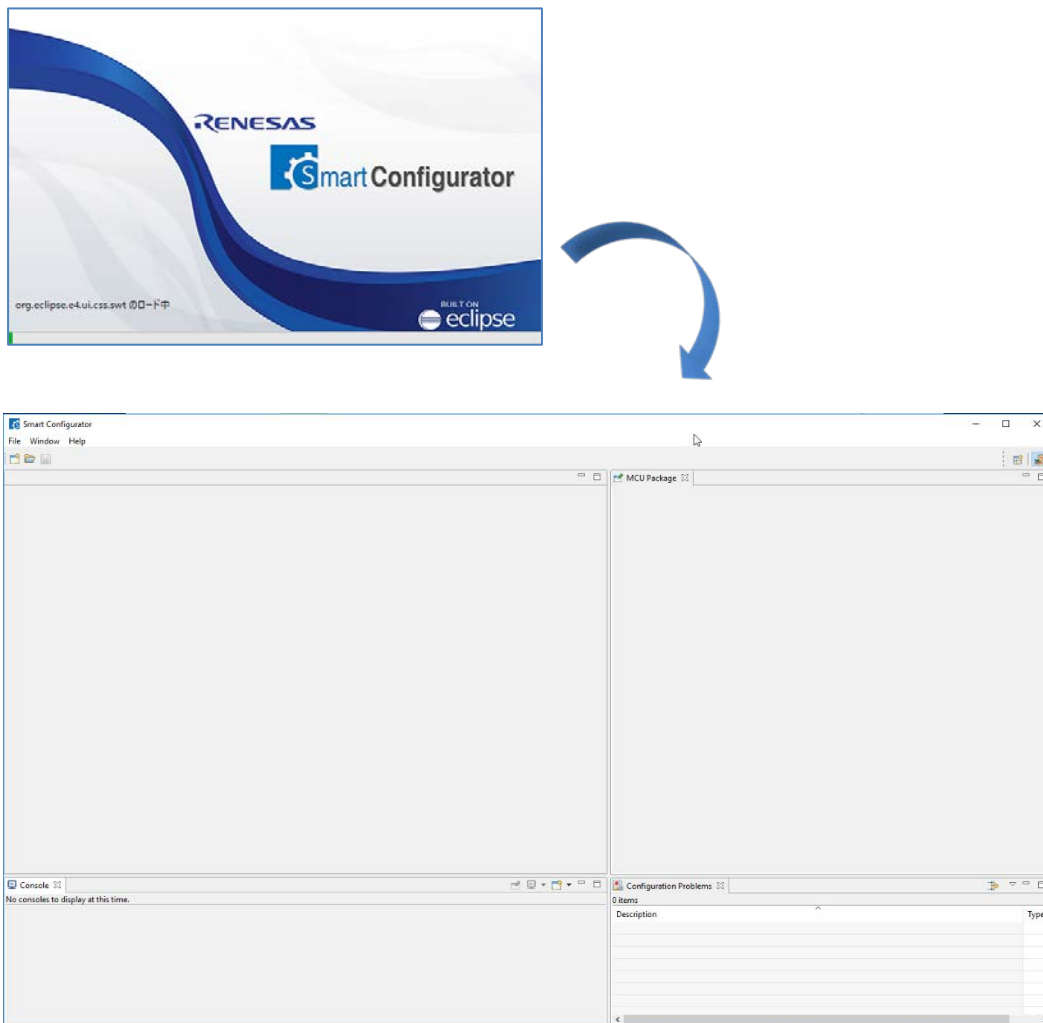 RENESAS
Smart Configurator
org.eclipse.e4.ui.css.swt のロード中
BUILT ON
eclipse
Smart Configurator
File Window Help
MCU Package
Console
No consoles to display at this time.
Configuration Problems
0 items
Description Type